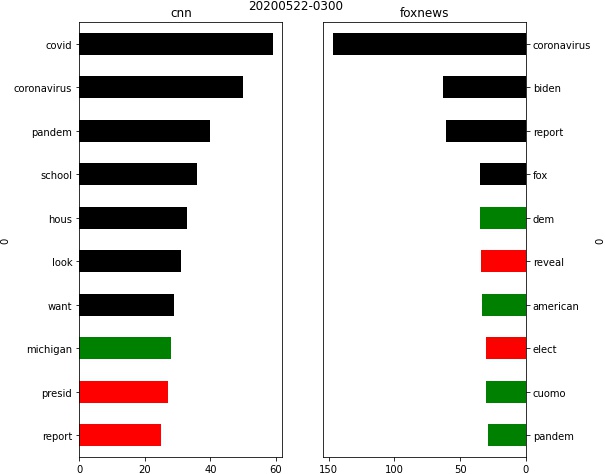 20200522-0300
cnn
foxnews
covid
coronavirus
pandem
school
hous
look
want
michigan
presid
report
0
0 20 40 60
coronavirus
biden
report
fox
dem
reveal
american
elect
cuomo
pandem
0
150 100 50 0